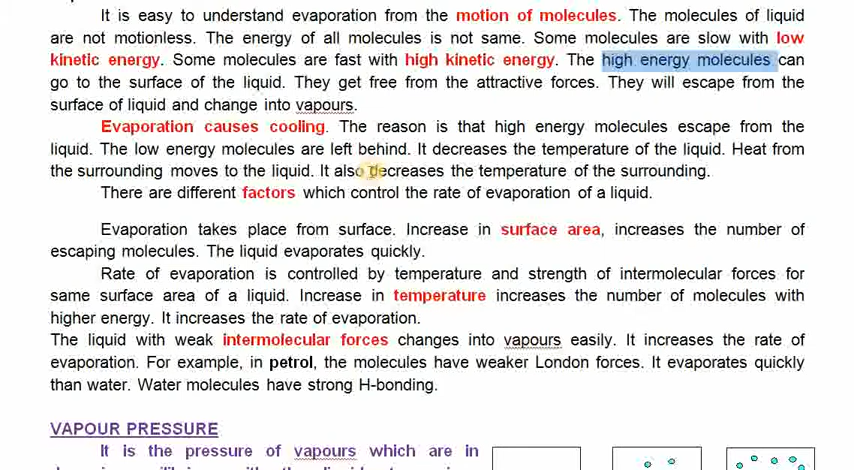 It is easy to understand evaporation from the motion of molecules. The molecules of liquid
are not motionless. The energy of all molecules is not same. Some molecules are slow with low
kinetic energy. Some molecules are fast with high kinetic energy. The high energy molecules can
go to the surface of the liquid. They get free from the attractive forces. They will escape from the
surface of liquid and change into vapours.
Evaporation causes cooling. The reason is that high energy molecules escape from the
liquid. The low energy molecules are left behind. It decreases the temperature of the liquid. Heat from
the surrounding moves to the liquid. It also decreases the temperature of the surrounding.
There are different factors which control the rate of evaporation of a liquid.
Evaporation takes place from surface. Increase in surface area, increases the number of
escaping molecules. The liquid evaporates quickly.
Rate of evaporation is controlled by temperature and strength of intermolecular forces for
same surface area of a liquid. Increase in temperature increases the number of molecules with
higher energy. It increases the rate of evaporation.
The liquid with weak intermolecular forces changes into vapours easily. It increases the rate of
evaporation. For example, in petrol, the molecules have weaker London forces. It evaporates quickly
than water. Water molecules have strong H-bonding.
VAPOUR PRESSURE
It is the pressure of vapours which are in